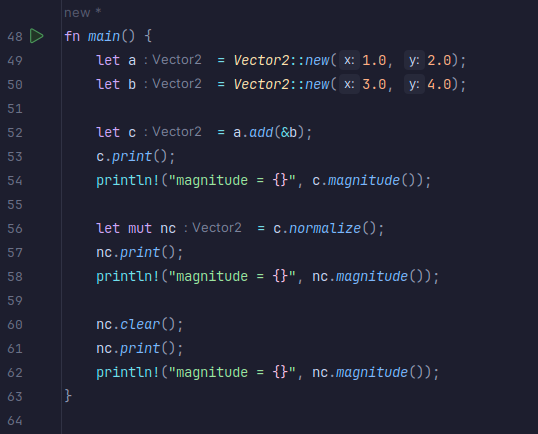 new *
48 fn main() {
49 let a : Vector2 = Vector2::new( x: 1.0, y: 2.0);
50 let b : Vector2 = Vector2::new( x: 3.0, y: 4.0);
51
52 let c : Vector2 = a.add(&b);
53 c.print();
54 println!("magnitude = {}", c.magnitude());
55
56 let mut nc : Vector2 = c.normalize();
57 nc.print();
58 println!("magnitude = {}", nc.magnitude());
59
60 nc.clear();
61 nc.print();
62 println!("magnitude = {}", nc.magnitude());
63 }
64